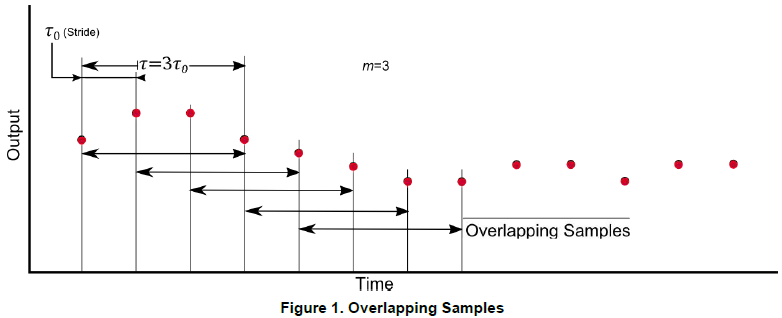 τ₀ (Stride)
τ=3τ₀
m=3
Output
Overlapping Samples
Time
Figure 1. Overlapping Samples